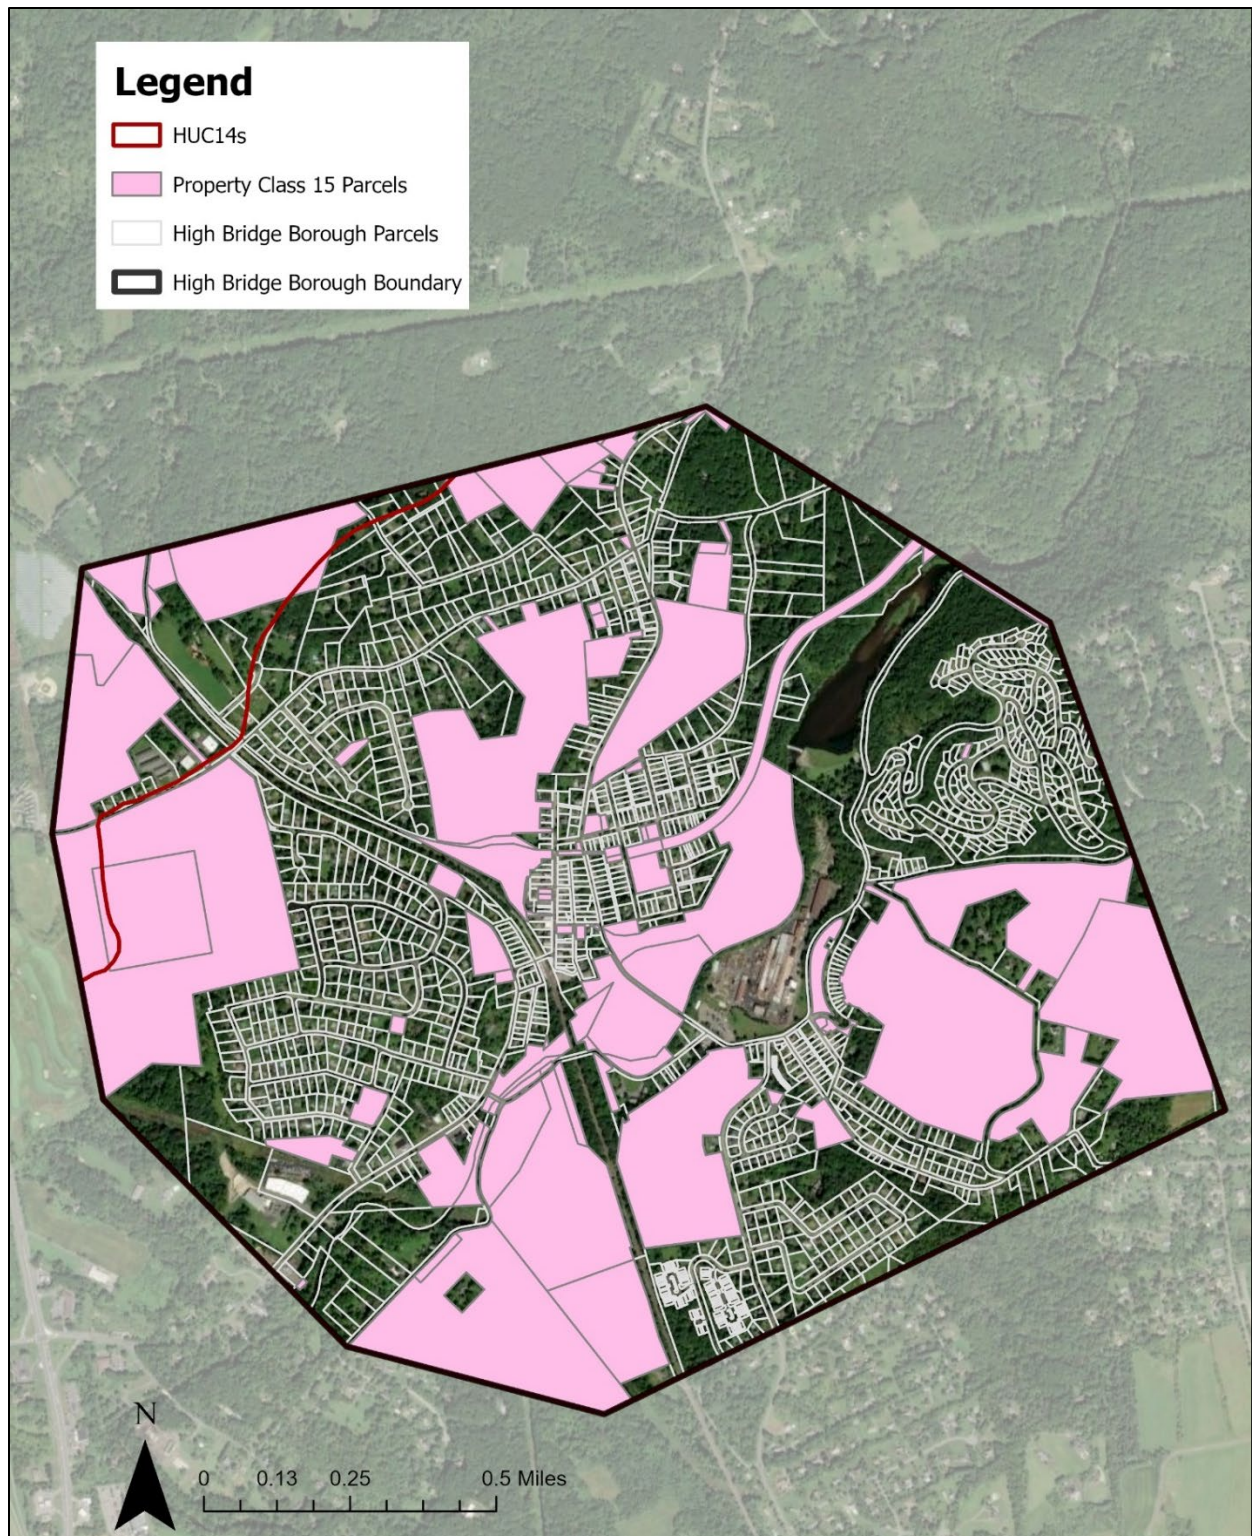 Legend
HUC14s
Property Class 15 Parcels
High Bridge Borough Parcels
High Bridge Borough Boundary
N
0 0.13 0.25 0.5 Miles